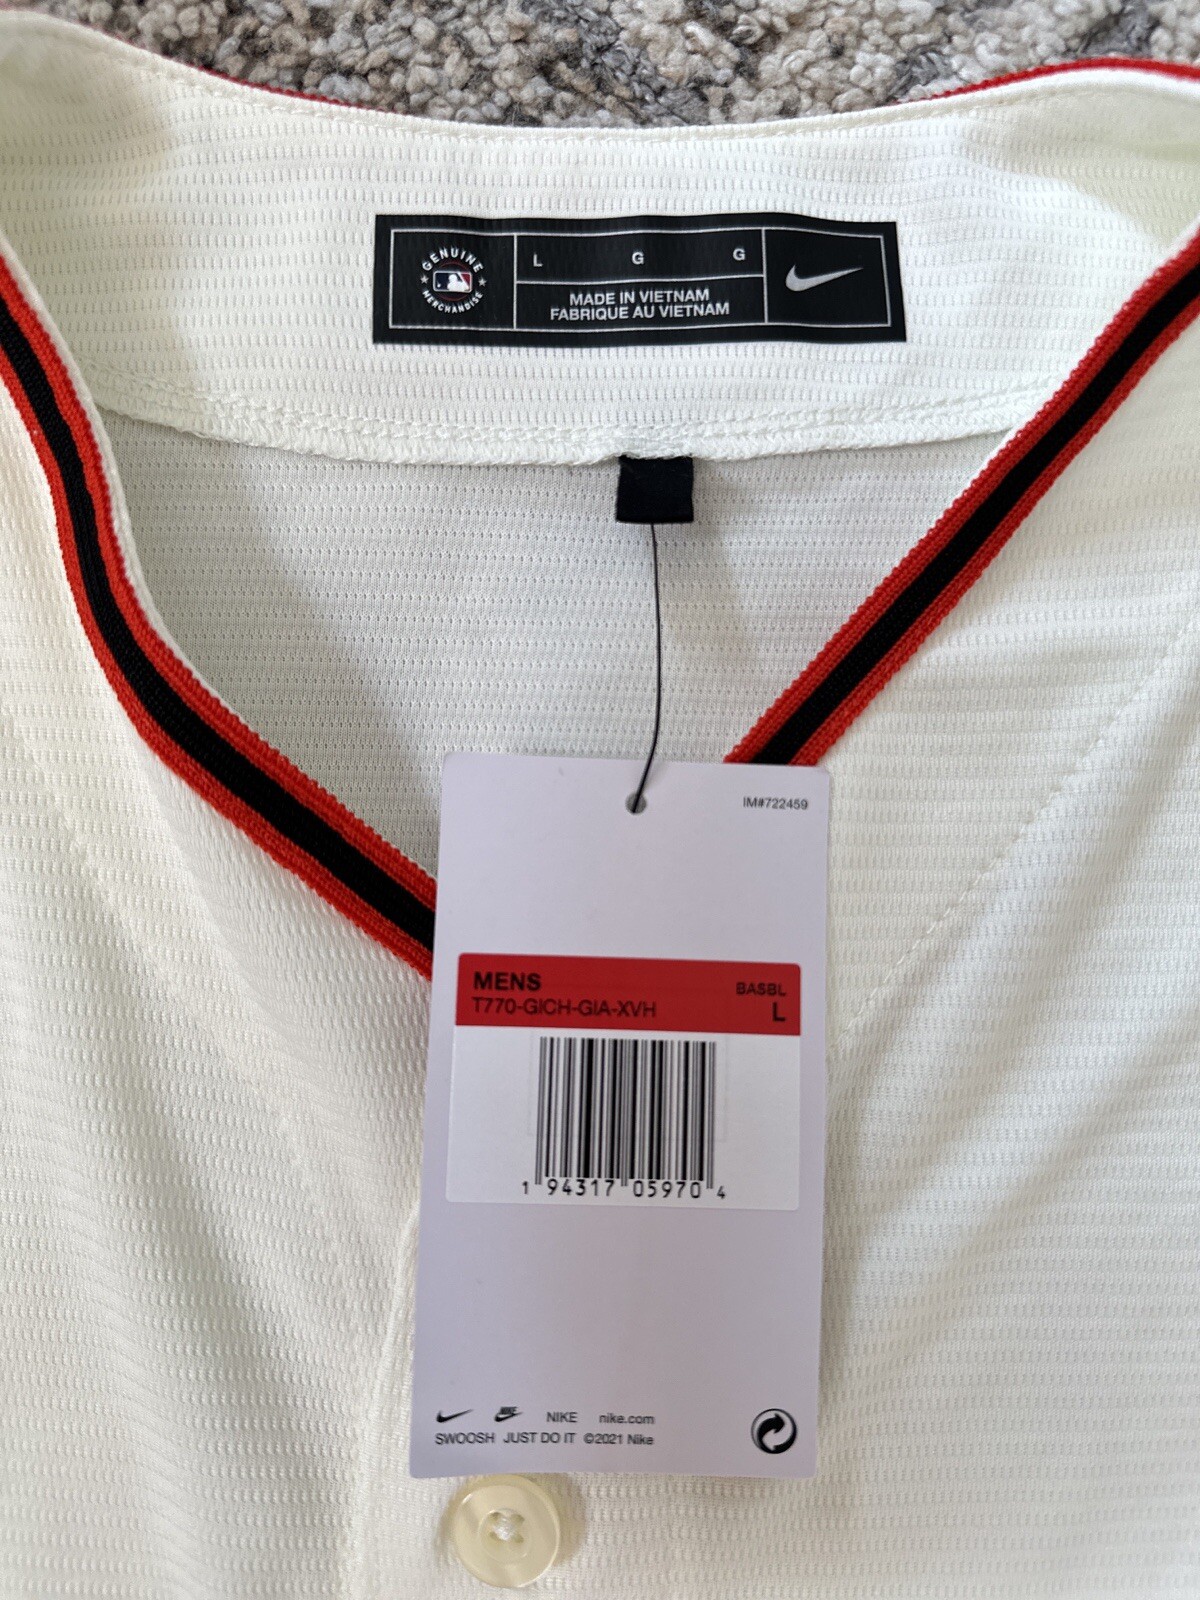 GENUINE
MERCHANDISE
L G G
MADE IN VIETNAM
FABRIQUE AU VIETNAM
IM#722459
MENS BASBL
T770-GICH-GIA-XVH L
1 94317 05970 4
NIKE nike.com
SWOOSH JUST DO IT ©2021 Nike